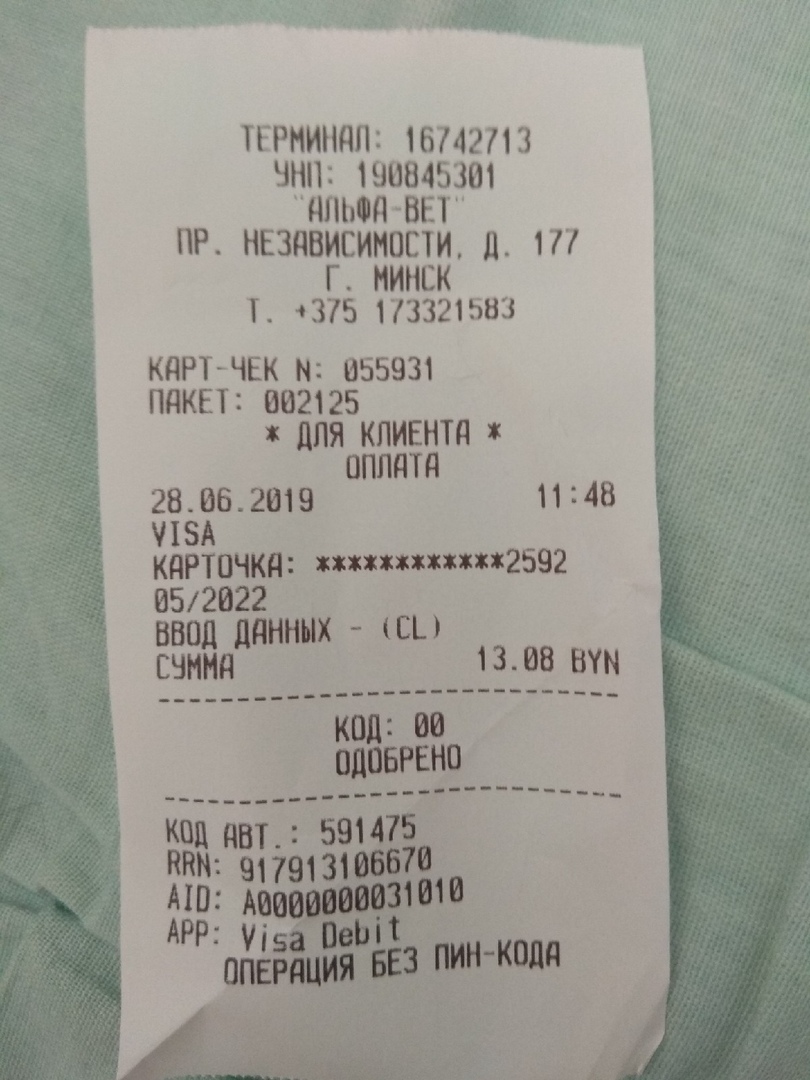 ТЕРМИНАЛ: 16742713
УНП: 190845301
"АЛЬФА-ВЕТ"
ПР. НЕЗАВИСИМОСТИ, Д. 177
Г. МИНСК
Т. +375 173321583
КАРТ-ЧЕК N: 055931
ПАКЕТ: 002125
* ДЛЯ КЛИЕНТА *
ОПЛАТА
28.06.2019 11:48
VISA
КАРТОЧКА: ************2592
05/2022
ВВОД ДАННЫХ - (CL)
СУММА 13.08 BYN
КОД: 00
ОДОБРЕНО
КОД АВТ.: 591475
RRN: 917913106670
AID: A0000000031010
APP: Visa Debit
ОПЕРАЦИЯ БЕЗ ПИН-КОДА